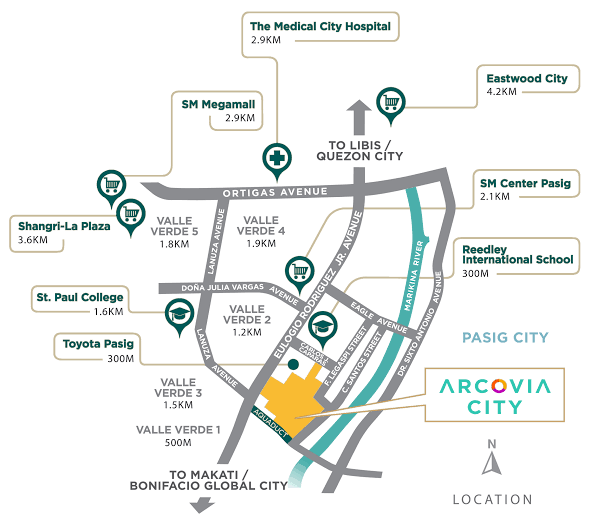 The Medical City Hospital
2.9KM
Eastwood City
4.2KM
SM Megamall
2.9KM
TO LIBIS /
QUEZON CITY
SM Center Pasig
2.1KM
ORTIGAS AVENUE
Shangri-La Plaza
3.6KM
VALLE
VERDE 5
1.8KM
LANUZA AVENUE
VALLE
VERDE 4
1.9KM
EULOGIO RODRIGUEZ JR. AVENUE
MARIKINA RIVER
Reedley
International School
300M
DOÑA JULIA VARGAS AVENUE
St. Paul College
1.6KM
VALLE
VERDE 2
1.2KM
EAGLE AVENUE
DR. SIXTO ANTONIO AVENUE
PASIG CITY
Toyota Pasig
300M
LANUZA AVENUE
CARLOS J.
CAPARAS
F. LEGASPI STREET
C. SANTOS STREET
VALLE
VERDE 3
1.5KM
ARCOVIA
CITY
VALLE VERDE 1
500M
AQUADUCT
N
TO MAKATI /
BONIFACIO GLOBAL CITY
LOCATION